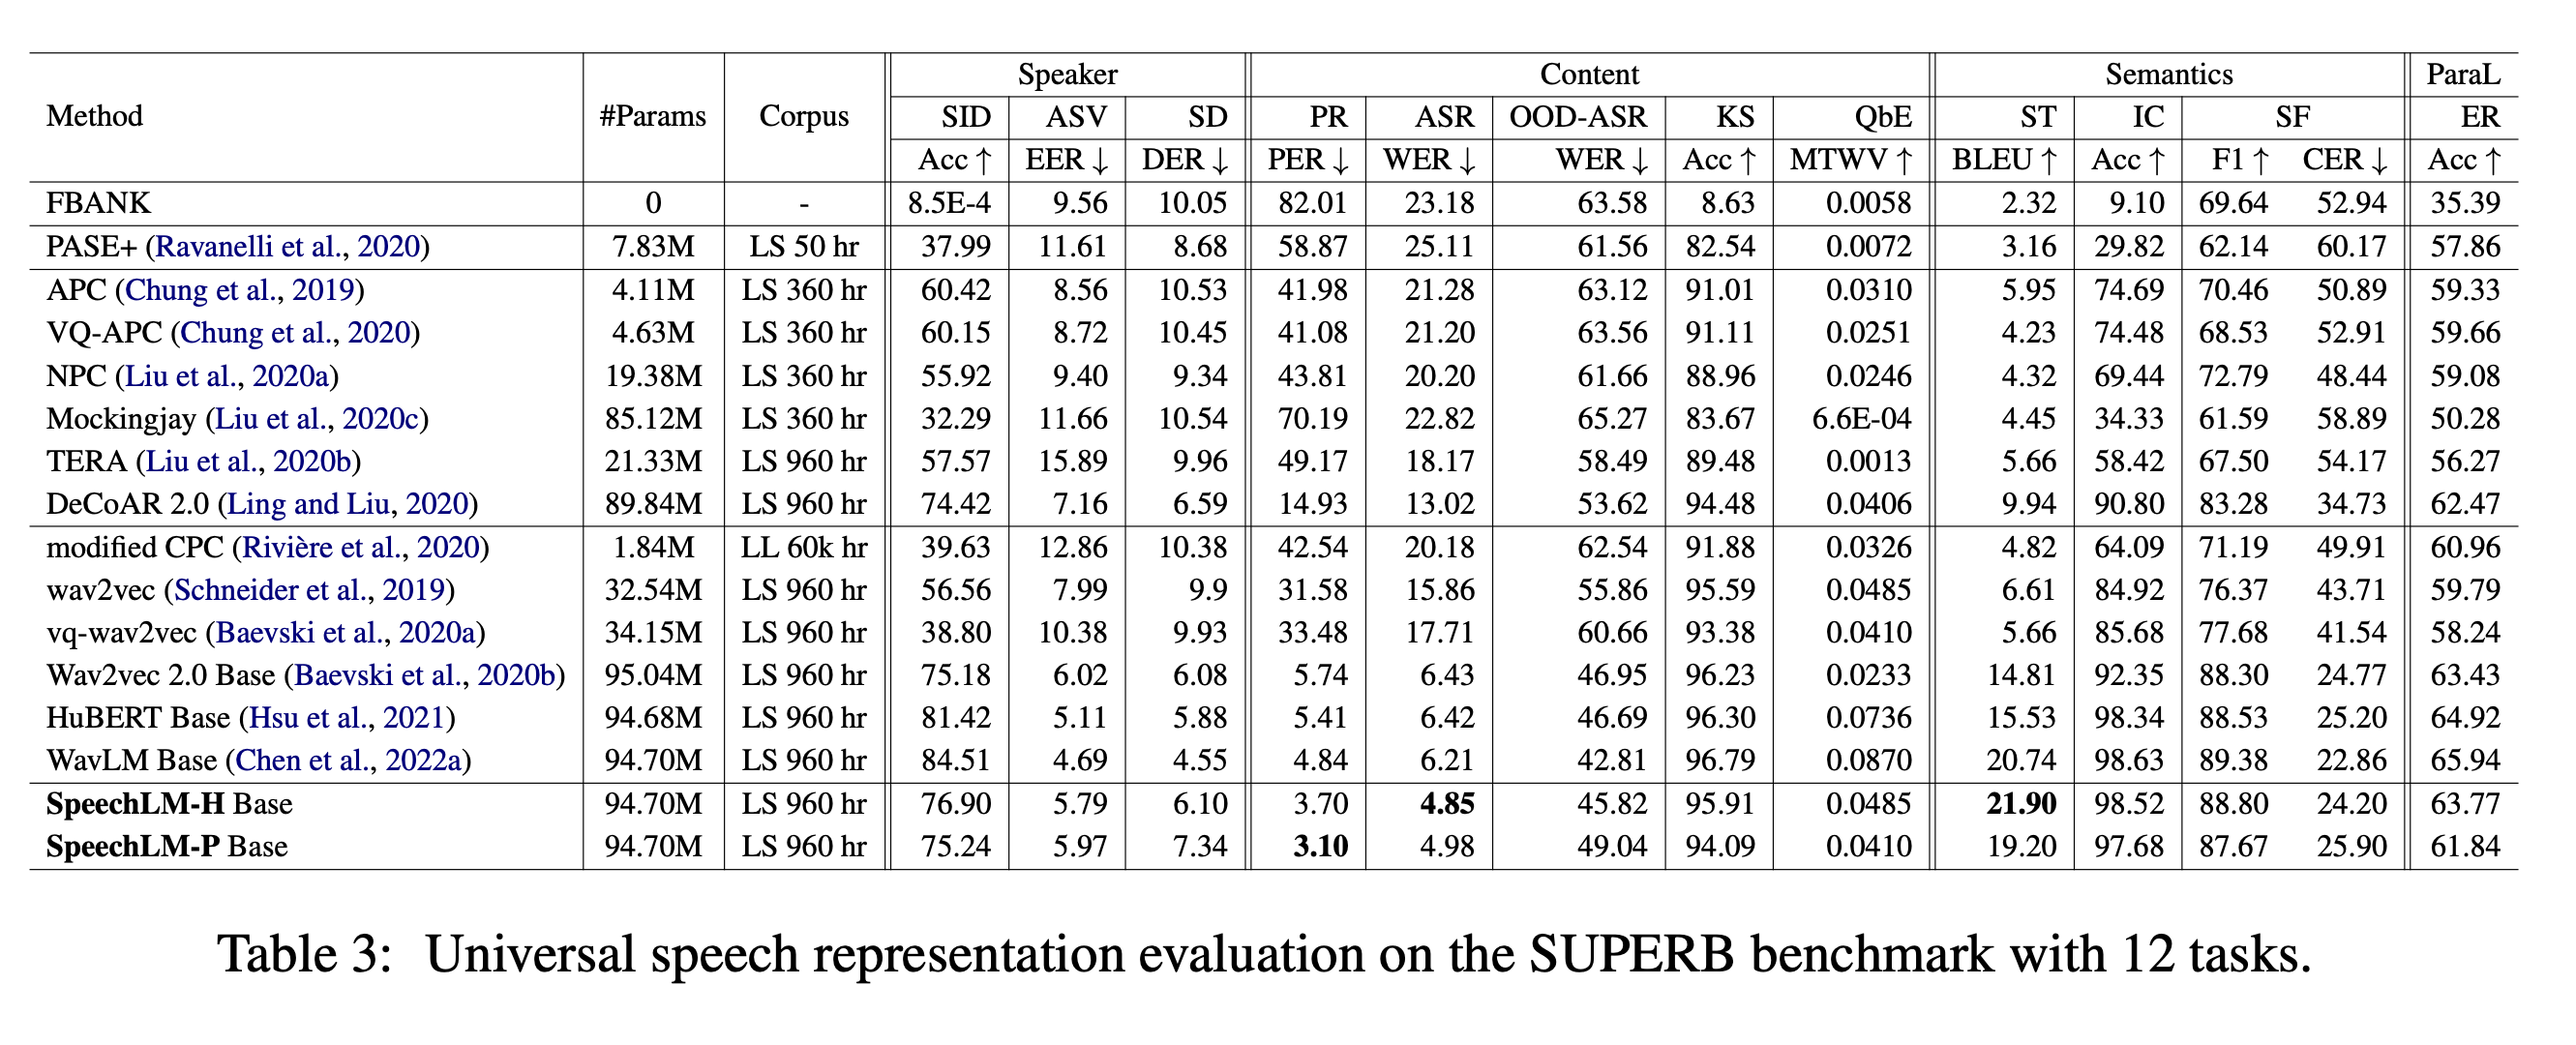 Speaker Content Semantics ParaL
Method #Params Corpus SID ASV SD PR ASR OOD-ASR KS QbE ST IC SF ER
Acc ↑ EER ↓ DER ↓ PER ↓ WER ↓ WER ↓ Acc ↑ MTWV ↑ BLEU ↑ Acc ↑ F1 ↑ CER ↓ Acc ↑
FBANK 0 - 8.5E-4 9.56 10.05 82.01 23.18 63.58 8.63 0.0058 2.32 9.10 69.64 52.94 35.39
PASE+ (Ravanelli et al., 2020) 7.83M LS 50 hr 37.99 11.61 8.68 58.87 25.11 61.56 82.54 0.0072 3.16 29.82 62.14 60.17 57.86
APC (Chung et al., 2019) 4.11M LS 360 hr 60.42 8.56 10.53 41.98 21.28 63.12 91.01 0.0310 5.95 74.69 70.46 50.89 59.33
VQ-APC (Chung et al., 2020) 4.63M LS 360 hr 60.15 8.72 10.45 41.08 21.20 63.56 91.11 0.0251 4.23 74.48 68.53 52.91 59.66
NPC (Liu et al., 2020a) 19.38M LS 360 hr 55.92 9.40 9.34 43.81 20.20 61.66 88.96 0.0246 4.32 69.44 72.79 48.44 59.08
Mockingjay (Liu et al., 2020c) 85.12M LS 360 hr 32.29 11.66 10.54 70.19 22.82 65.27 83.67 6.6E-04 4.45 34.33 61.59 58.89 50.28
TERA (Liu et al., 2020b) 21.33M LS 960 hr 57.57 15.89 9.96 49.17 18.17 58.49 89.48 0.0013 5.66 58.42 67.50 54.17 56.27
DeCoAR 2.0 (Ling and Liu, 2020) 89.84M LS 960 hr 74.42 7.16 6.59 14.93 13.02 53.62 94.48 0.0406 9.94 90.80 83.28 34.73 62.47
modified CPC (Rivière et al., 2020) 1.84M LL 60k hr 39.63 12.86 10.38 42.54 20.18 62.54 91.88 0.0326 4.82 64.09 71.19 49.91 60.96
wav2vec (Schneider et al., 2019) 32.54M LS 960 hr 56.56 7.99 9.9 31.58 15.86 55.86 95.59 0.0485 6.61 84.92 76.37 43.71 59.79
vq-wav2vec (Baevski et al., 2020a) 34.15M LS 960 hr 38.80 10.38 9.93 33.48 17.71 60.66 93.38 0.0410 5.66 85.68 77.68 41.54 58.24
Wav2vec 2.0 Base (Baevski et al., 2020b) 95.04M LS 960 hr 75.18 6.02 6.08 5.74 6.43 46.95 96.23 0.0233 14.81 92.35 88.30 24.77 63.43
HuBERT Base (Hsu et al., 2021) 94.68M LS 960 hr 81.42 5.11 5.88 5.41 6.42 46.69 96.30 0.0736 15.53 98.34 88.53 25.20 64.92
WavLM Base (Chen et al., 2022a) 94.70M LS 960 hr 84.51 4.69 4.55 4.84 6.21 42.81 96.79 0.0870 20.74 98.63 89.38 22.86 65.94
SpeechLM-H Base 94.70M LS 960 hr 76.90 5.79 6.10 3.70 4.85 45.82 95.91 0.0485 21.90 98.52 88.80 24.20 63.77
SpeechLM-P Base 94.70M LS 960 hr 75.24 5.97 7.34 3.10 4.98 49.04 94.09 0.0410 19.20 97.68 87.67 25.90 61.84
Table 3: Universal speech representation evaluation on the SUPERB benchmark with 12 tasks.